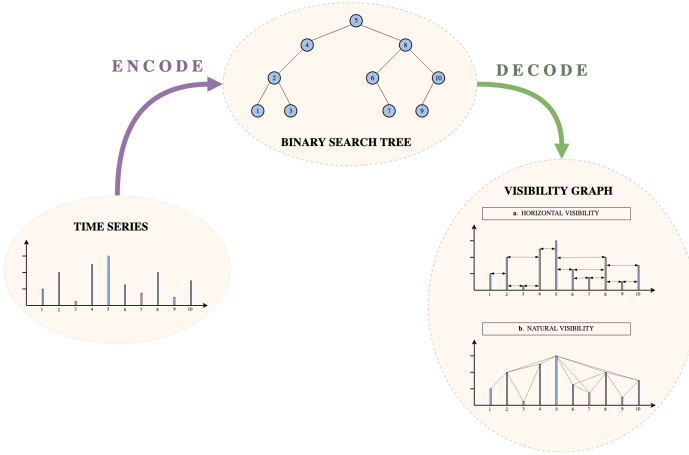 5
4 8
2 6 10
1 3 7 9
BINARY SEARCH TREE
ENCODE
DECODE
TIME SERIES
1 2 3 4 5 6 7 8 9 10
VISIBILITY GRAPH
a. HORIZONTAL VISIBILITY
1 2 3 4 5 6 7 8 9 10
b. NATURAL VISIBILITY
1 2 3 4 5 6 7 8 9 10